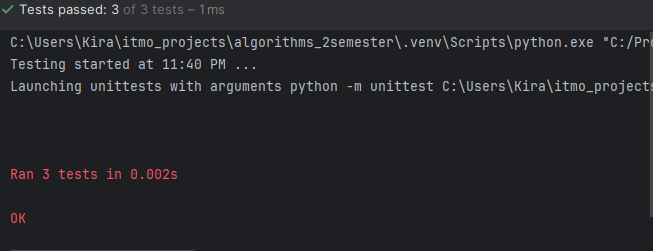 Tests passed: 3 of 3 tests – 1 ms
C:\Users\Kira\itmo_projects\algorithms_2semester\.venv\Scripts\python.exe "C:/Pro
Testing started at 11:40 PM ...
Launching unittests with arguments python -m unittest C:\Users\Kira\itmo_projects
Ran 3 tests in 0.002s
OK